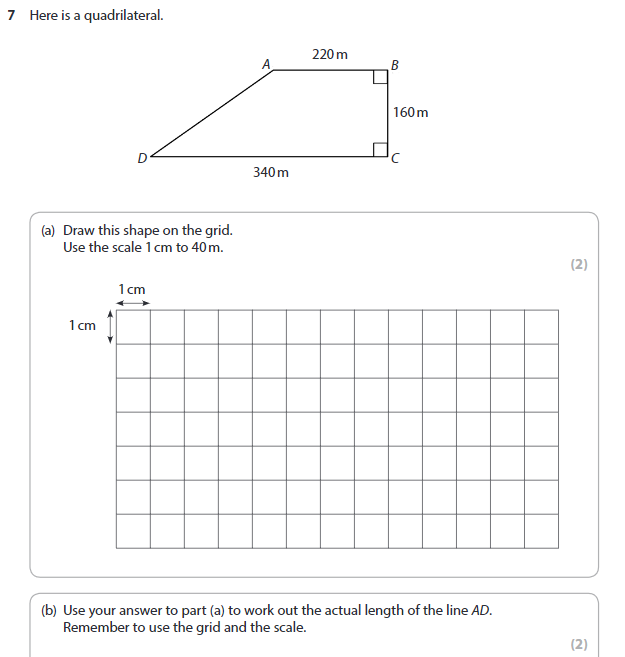 7 Here is a quadrilateral.
220 m
A
B
160 m
D
C
340 m
(a) Draw this shape on the grid.
Use the scale 1 cm to 40 m.
(2)
1 cm
1 cm
(b) Use your answer to part (a) to work out the actual length of the line AD.
Remember to use the grid and the scale.
(2)